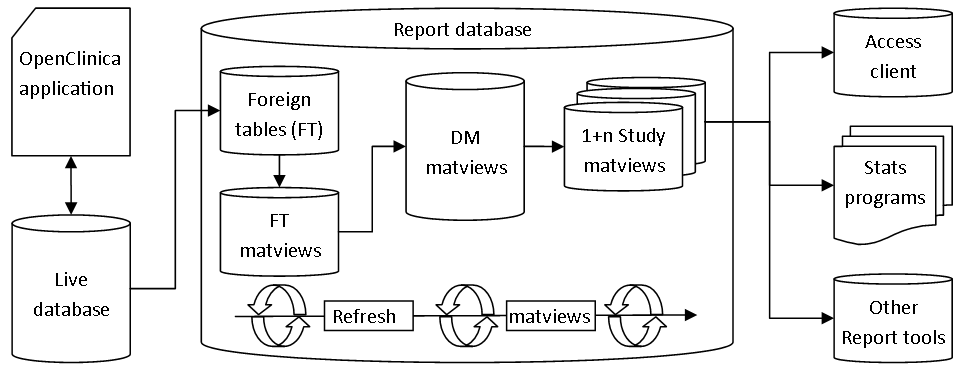 OpenClinica
application
Live
database
Report database
Foreign
tables (FT)
FT
matviews
DM
matviews
1+n Study
matviews
Refresh
matviews
Access
client
Stats
programs
Other
Report tools